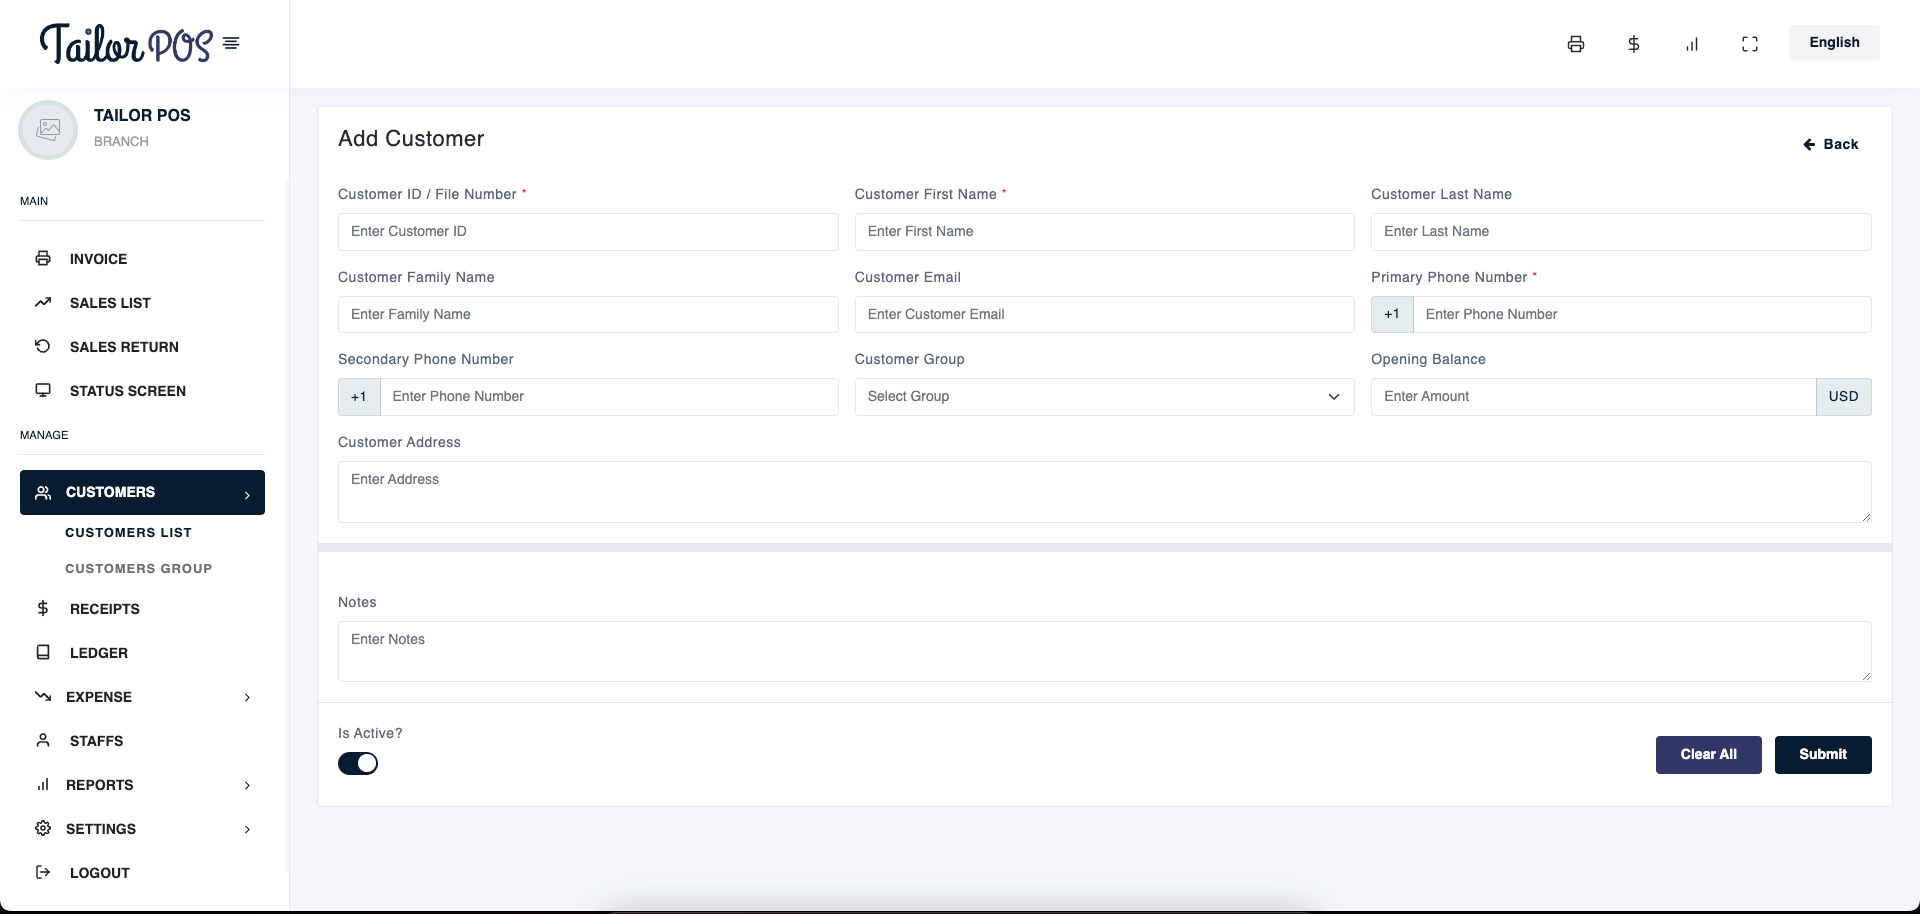 Tailor POS
English
TAILOR POS
BRANCH
MAIN
INVOICE
SALES LIST
SALES RETURN
STATUS SCREEN
MANAGE
CUSTOMERS
CUSTOMERS LIST
CUSTOMERS GROUP
RECEIPTS
LEDGER
EXPENSE
STAFFS
REPORTS
SETTINGS
LOGOUT
Add Customer
Back
Customer ID / File Number *
Enter Customer ID
Customer First Name *
Enter First Name
Customer Last Name
Enter Last Name
Customer Family Name
Enter Family Name
Customer Email
Enter Customer Email
Primary Phone Number *
+1 Enter Phone Number
Secondary Phone Number
+1 Enter Phone Number
Customer Group
Select Group
Opening Balance
Enter Amount USD
Customer Address
Enter Address
Notes
Enter Notes
Is Active?
Clear All
Submit